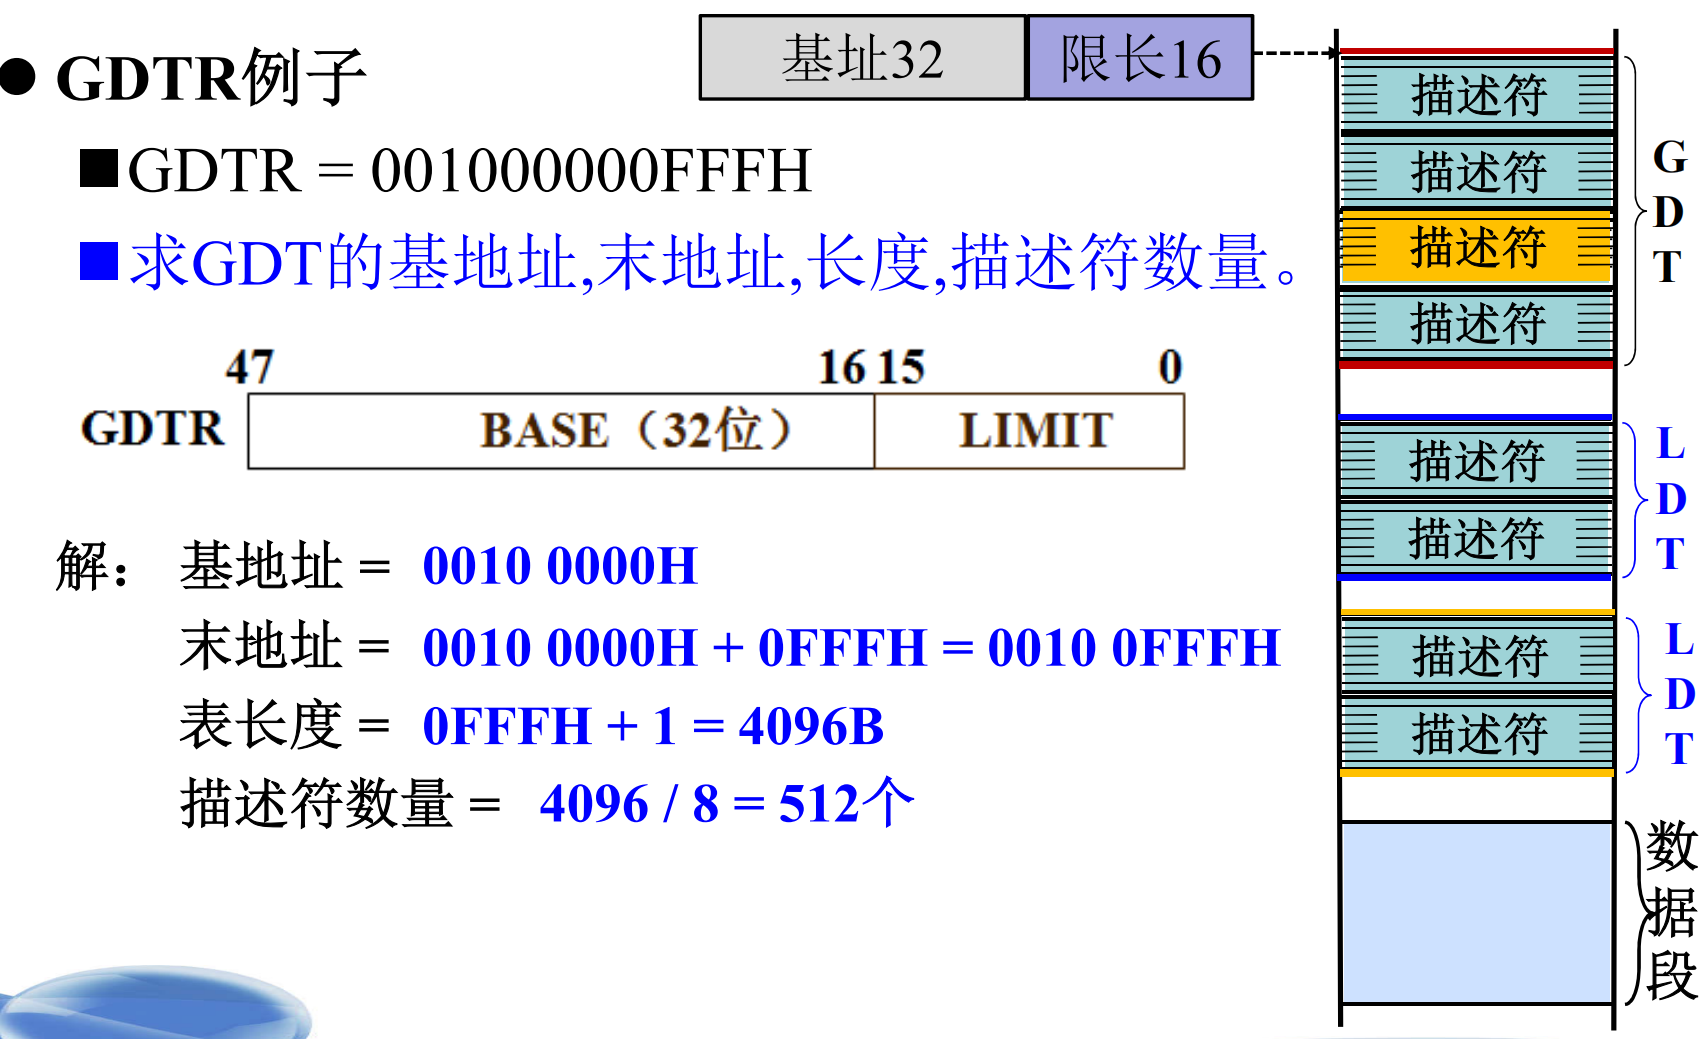 ● GDTR例子
基址32 限长16
■GDTR = 001000000FFFH
■求GDT的基地址,末地址,长度,描述符数量。
47 16 15 0
GDTR BASE（32位） LIMIT
解： 基地址 = 0010 0000H
末地址 = 0010 0000H + 0FFFH = 0010 0FFFH
表长度 = 0FFFH + 1 = 4096B
描述符数量 = 4096 / 8 = 512个
描述符
描述符
描述符
描述符
GDT
描述符
描述符
LDT
描述符
描述符
LDT
数据段